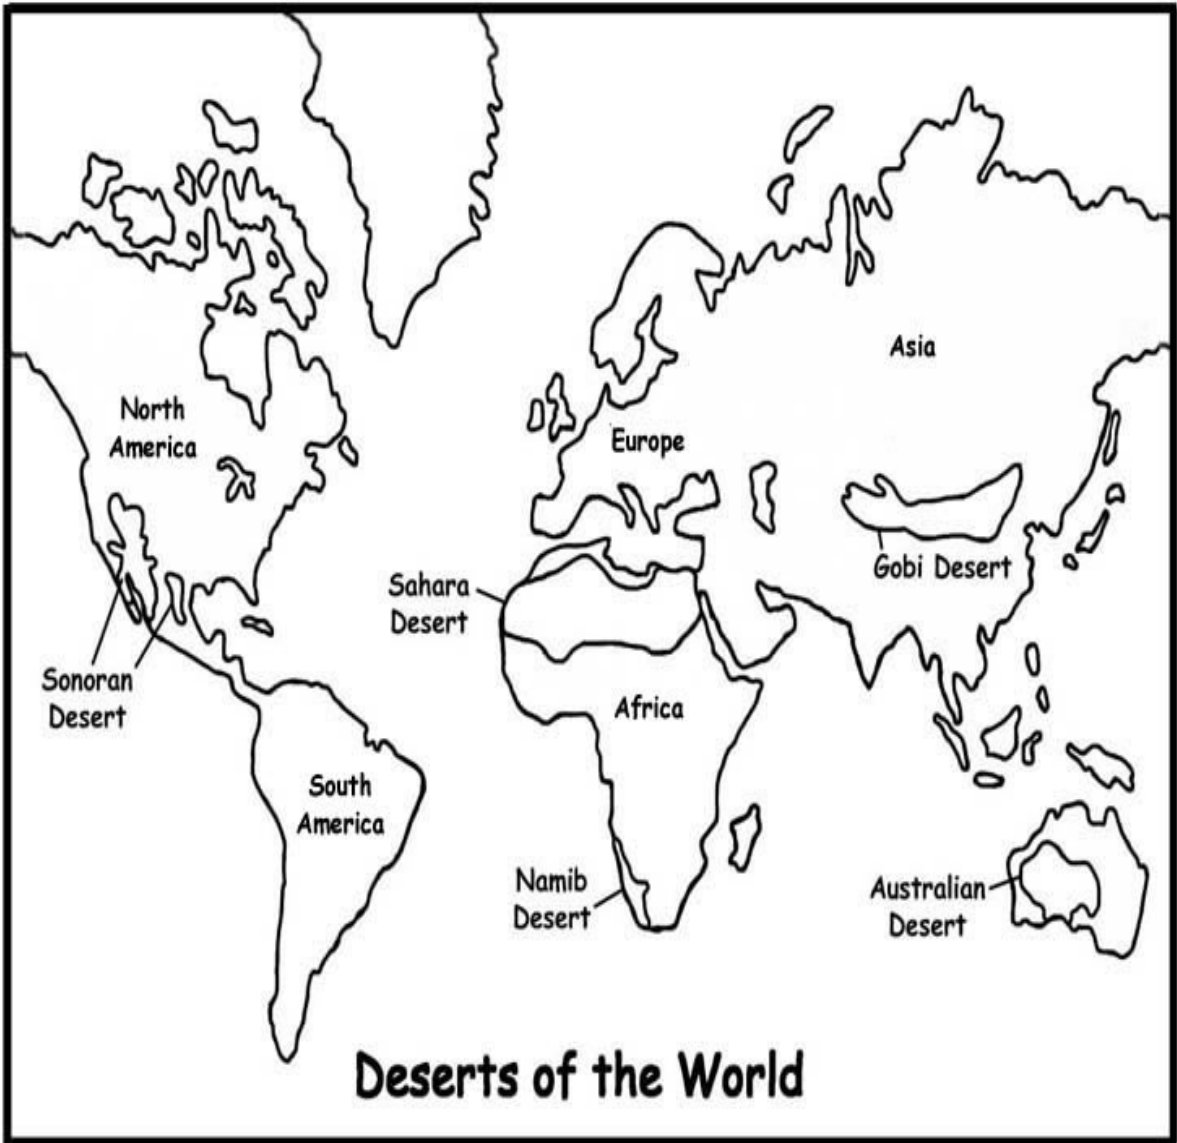 Asia
North
America
Europe
Gobi Desert
Sahara
Desert
Sonoran
Desert
Africa
South
America
Namib
Desert
Australian
Desert
Deserts of the World